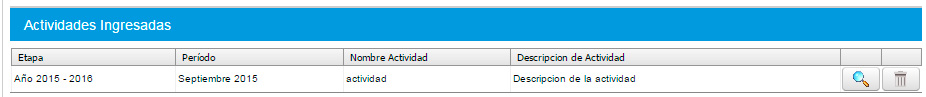 Actividades Ingresadas
Etapa Período Nombre Actividad Descripcion de Actividad
Año 2015 - 2016 Septiembre 2015 actividad Descripcion de la actividad